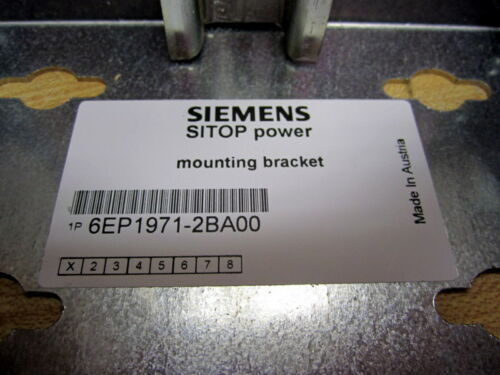 SIEMENS
SITOP power
mounting bracket
1P 6EP1971-2BA00
X 2 3 4 5 6 7 8
Made In Austria